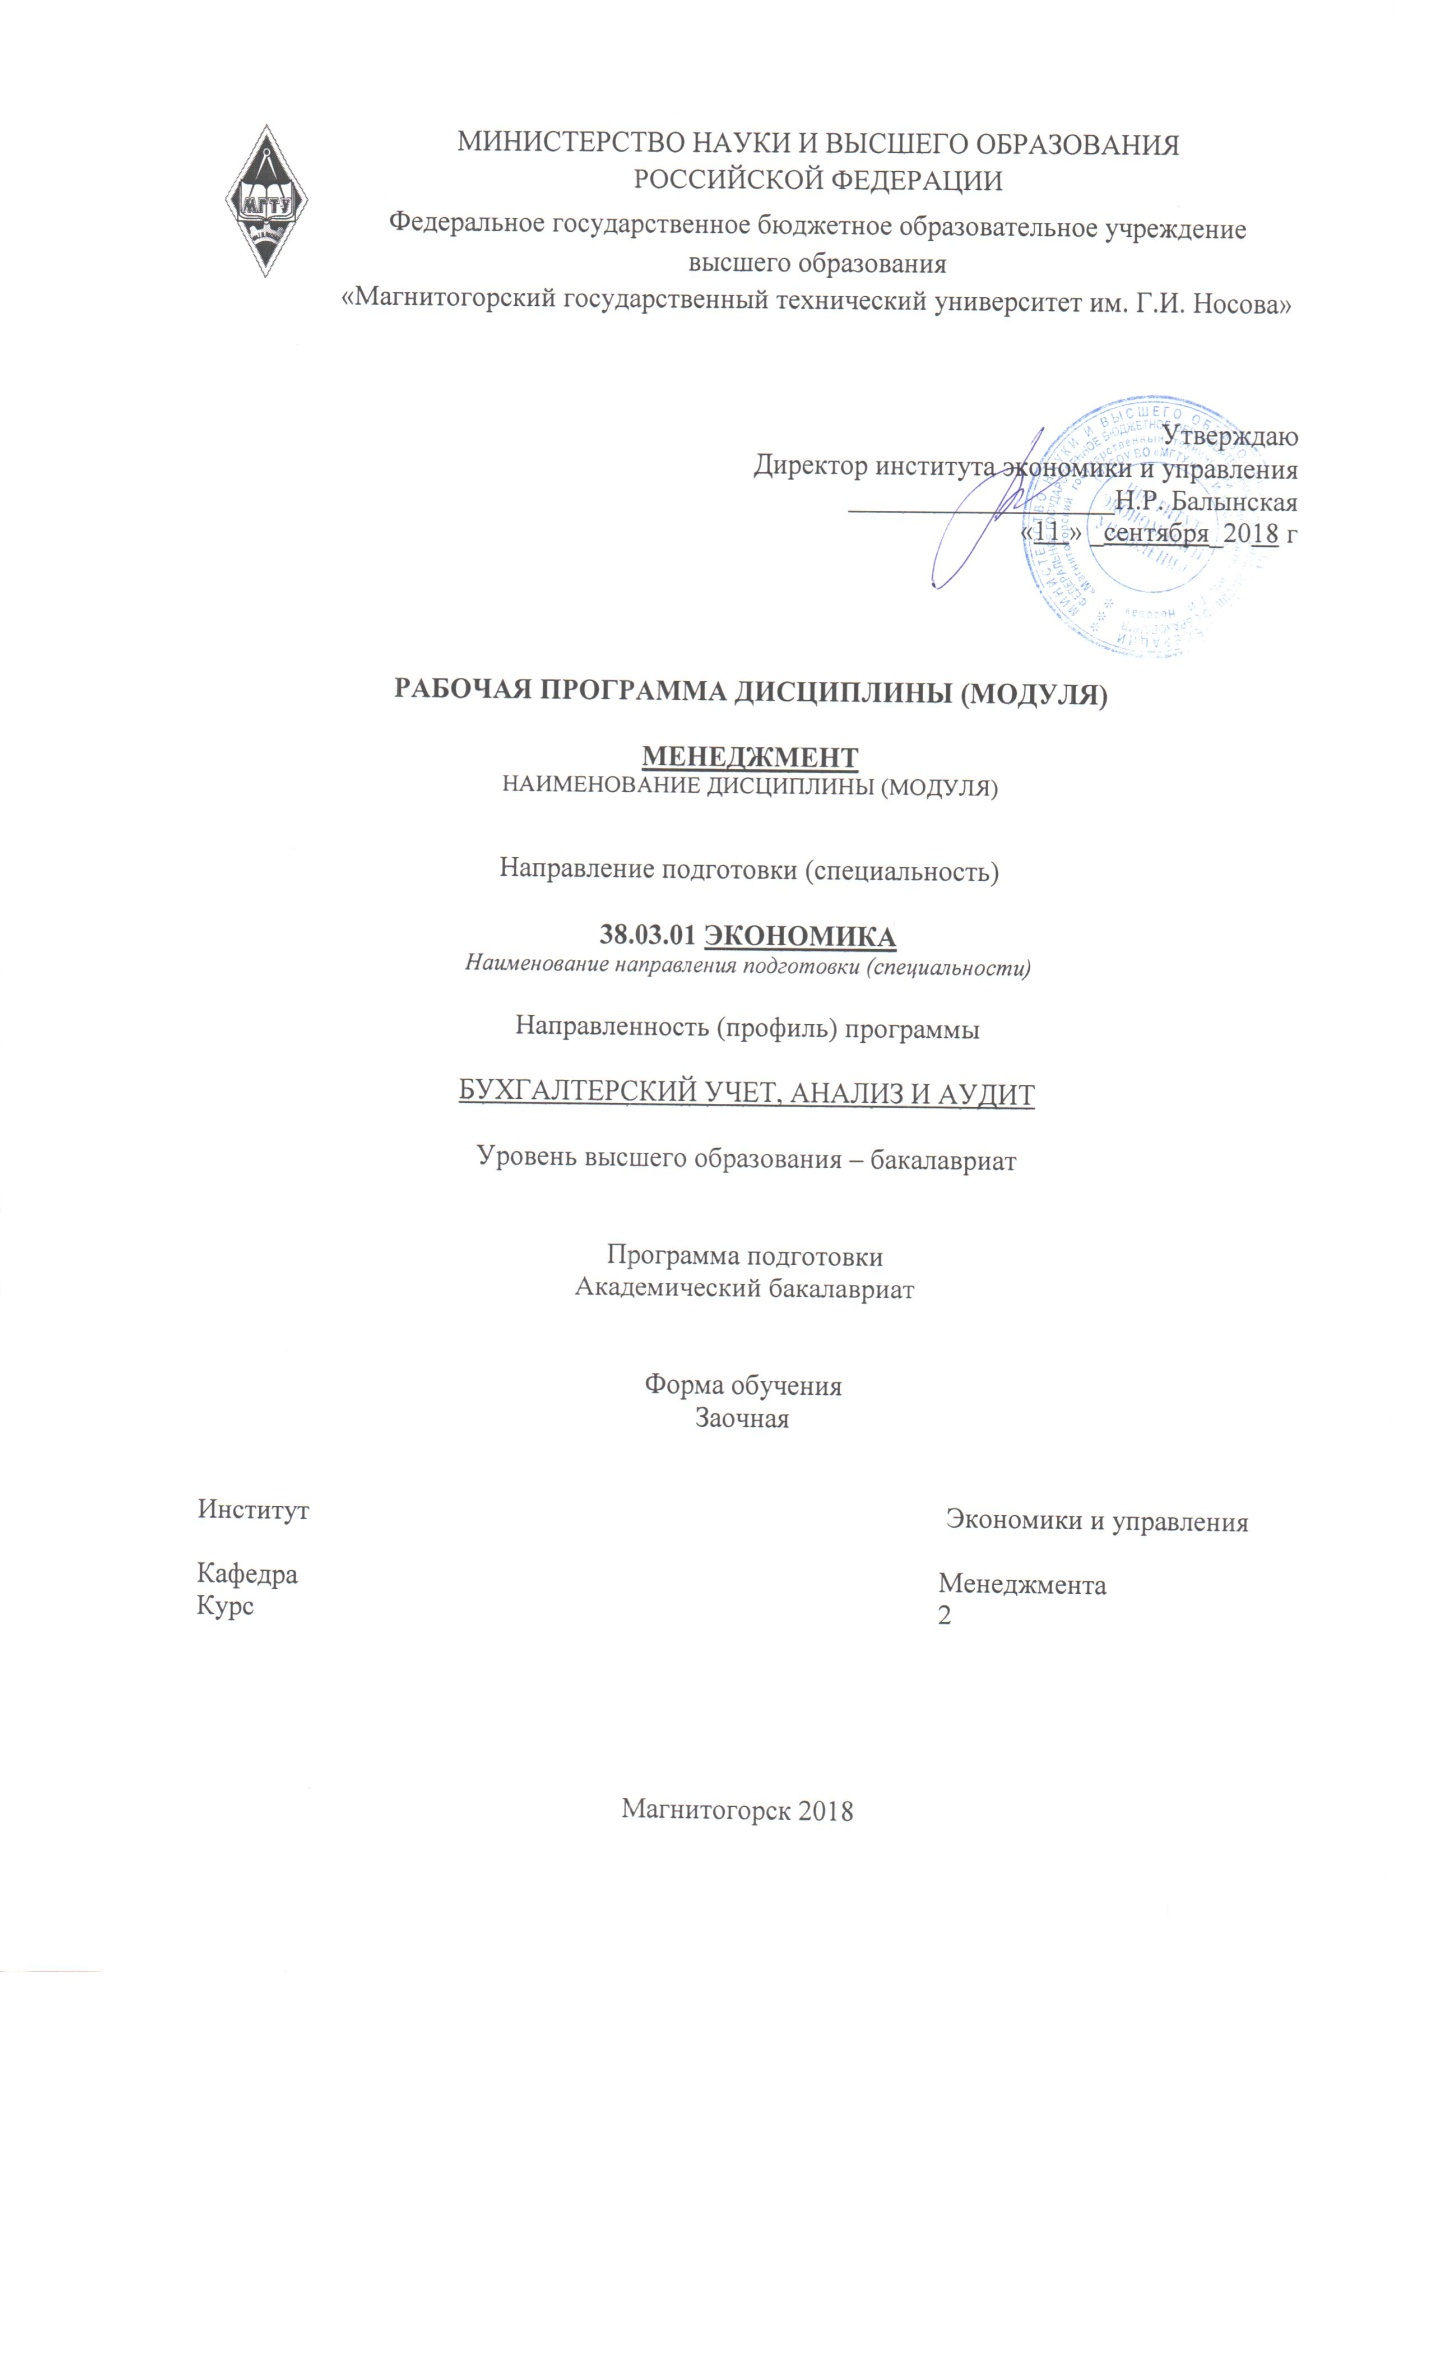 МИНИСТЕРСТВО НАУКИ И ВЫСШЕГО ОБРАЗОВАНИЯ
РОССИЙСКОЙ ФЕДЕРАЦИИ
Федеральное государственное бюджетное образовательное учреждение
высшего образования
«Магнитогорский государственный технический университет им. Г.И. Носова»
МГТУ
Утверждаю
Директор института экономики и управления
Н.Р. Балынская
«11 » _сентября_2018 г
РАБОЧАЯ ПРОГРАММА ДИСЦИПЛИНЫ (МОДУЛЯ)
МЕНЕДЖМЕНТ
НАИМЕНОВАНИЕ ДИСЦИПЛИНЫ (МОДУЛЯ)
Направление подготовки (специальность)
38.03.01 ЭКОНОМИКА
Наименование направления подготовки (специальности)
Направленность (профиль) программы
БУХГАЛТЕРСКИЙ УЧЕТ, АНАЛИЗ И АУДИТ
Уровень высшего образования – бакалавриат
Программа подготовки
Академический бакалавриат
Форма обучения
Заочная
Институт Экономики и управления
Кафедра Менеджмента
Курс 2
Магнитогорск 2018